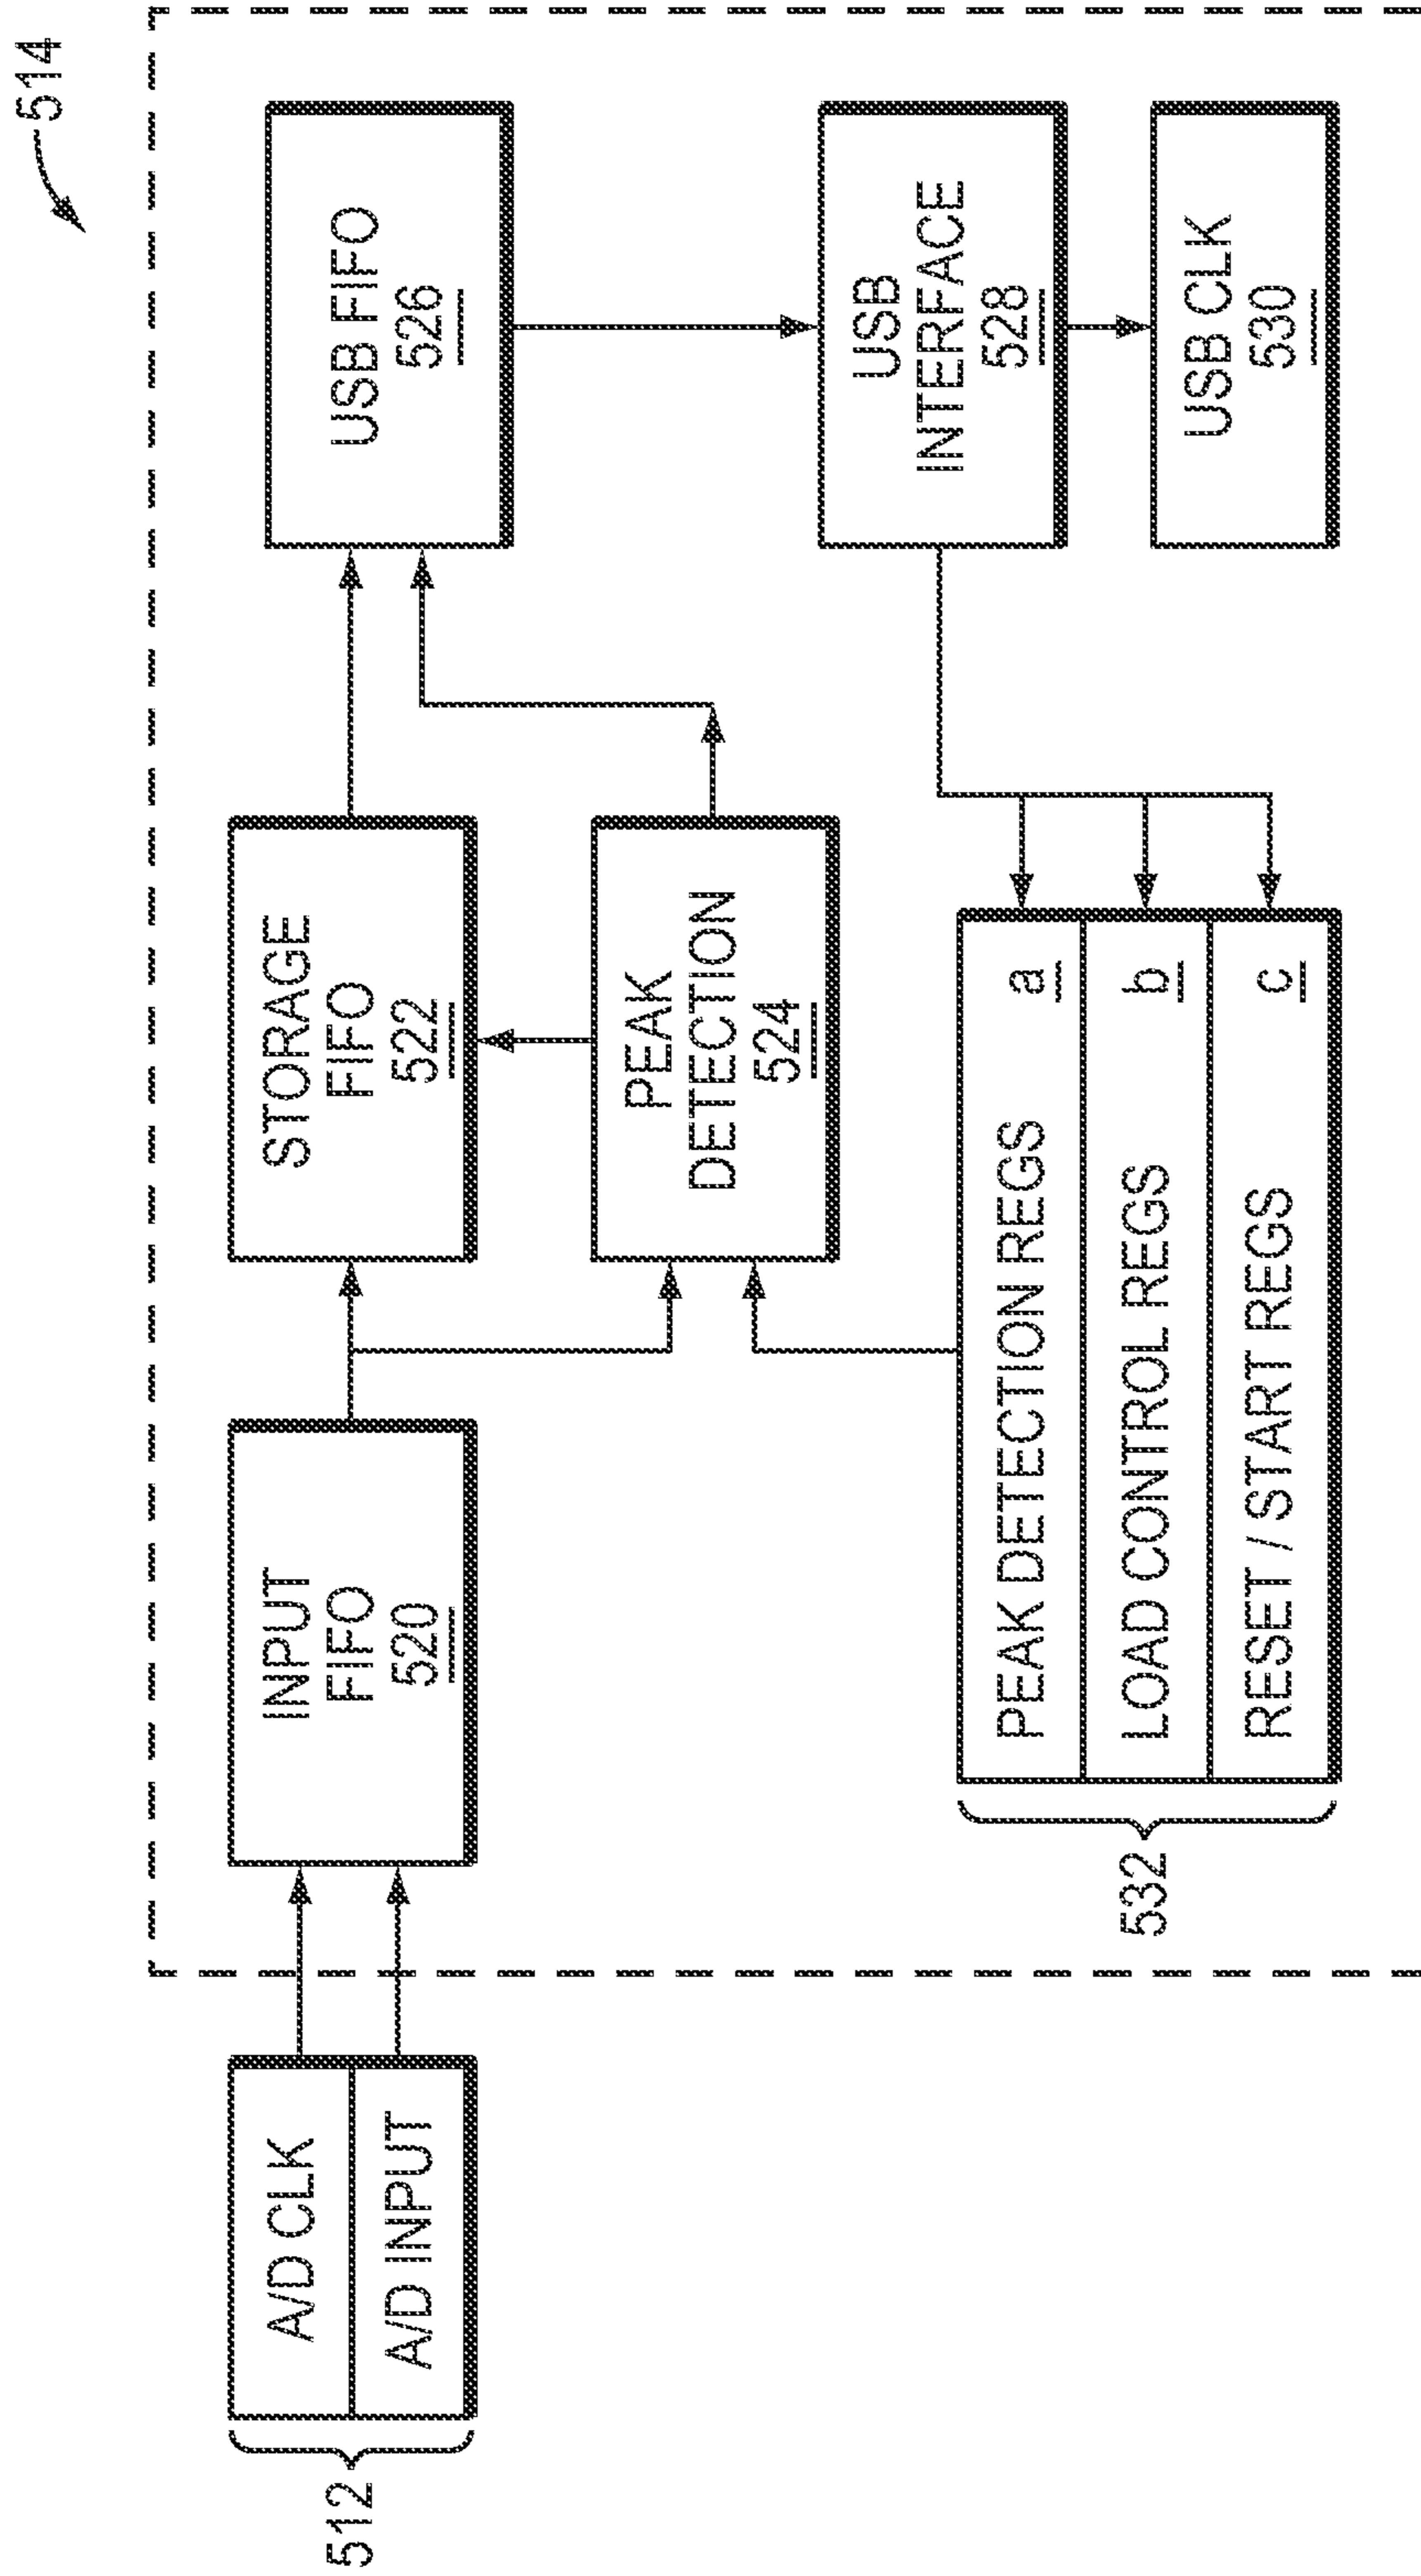 514
A/D CLK
A/D INPUT
512
INPUT
FIFO
520
STORAGE
FIFO
522
USB FIFO
526
PEAK
DETECTION
524
USB
INTERFACE
528
USB CLK
530
PEAK DETECTION REGS a
LOAD CONTROL REGS b
RESET / START REGS c
532